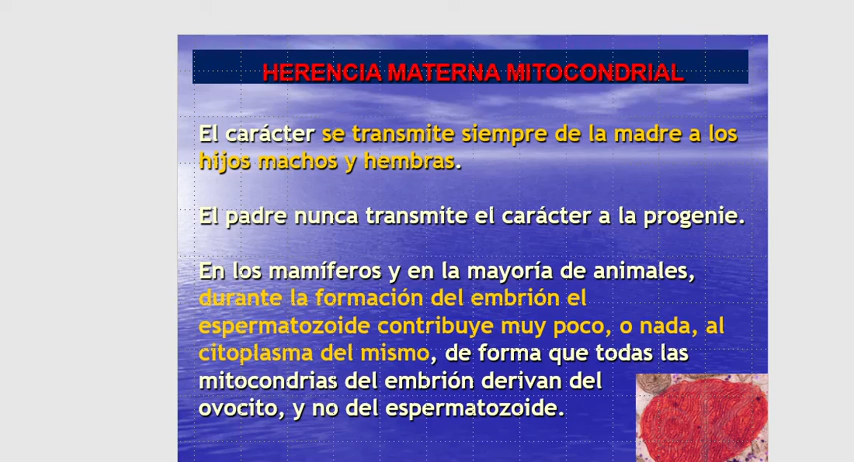 HERENCIA MATERNA MITOCONDRIAL
El carácter se transmite siempre de la madre a los
hijos machos y hembras.
El padre nunca transmite el carácter a la progenie.
En los mamíferos y en la mayoría de animales,
durante la formación del embrión el
espermatozoide contribuye muy poco, o nada, al
citoplasma del mismo, de forma que todas las
mitocondrias del embrión derivan del
ovocito, y no del espermatozoide.